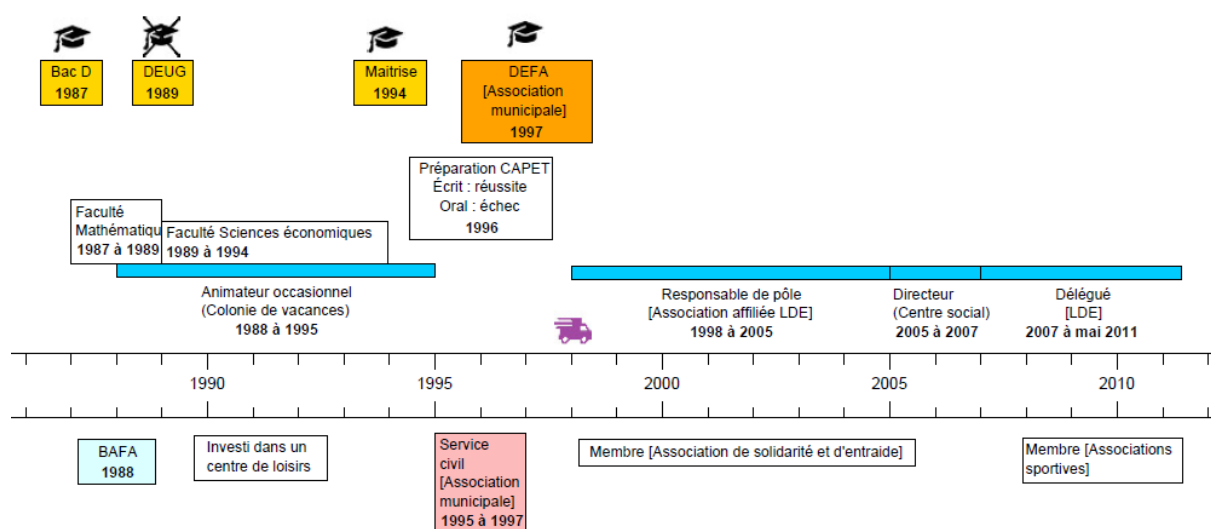 Bac D
1987
DEUG
1989
Maitrise
1994
DEFA
[Association
municipale]
1997
Préparation CAPET
Écrit : réussite
Oral : échec
1996
Faculté
Mathématiqu
1987 à 1989
Faculté Sciences économiques
1989 à 1994
Animateur occasionnel
(Colonie de vacances)
1988 à 1995
Responsable de pôle
[Association affiliée LDE]
1998 à 2005
Directeur
(Centre social)
2005 à 2007
Délégué
[LDE]
2007 à mai 2011
1990
1995
2000
2005
2010
BAFA
1988
Investi dans un
centre de loisirs
Service
civil
[Association
municipale]
1995 à 1997
Membre [Association de solidarité et d'entraide]
Membre [Associations
sportives]